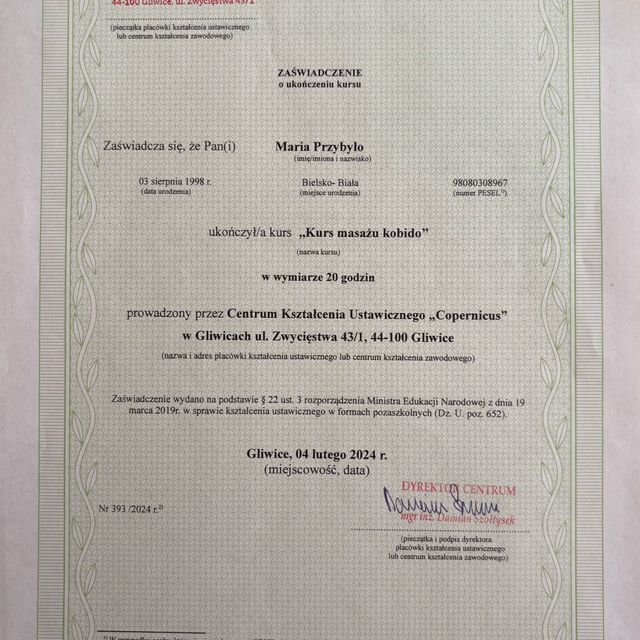 44-100 Gliwice, ul. Zwycięstwa 43/1
(pieczątka placówki kształcenia ustawicznego
lub centrum kształcenia zawodowego)
ZAŚWIADCZENIE
o ukończeniu kursu
Zaświadcza się, że Pan(i) Maria Przybyło
(imię/imiona i nazwisko)
03 sierpnia 1998 r. Bielsko- Biała 98080308967
(data urodzenia) (miejsce urodzenia) (numer PESEL¹⁾)
ukończył/a kurs „Kurs masażu kobido”
(nazwa kursu)
w wymiarze 20 godzin
prowadzony przez Centrum Kształcenia Ustawicznego „Copernicus”
w Gliwicach ul. Zwycięstwa 43/1, 44-100 Gliwice
(nazwa i adres placówki kształcenia ustawicznego lub centrum kształcenia zawodowego)
Zaświadczenie wydano na podstawie § 22 ust. 3 rozporządzenia Ministra Edukacji Narodowej z dnia 19
marca 2019r. w sprawie kształcenia ustawicznego w formach pozaszkolnych (Dz. U. poz. 652).
Gliwice, 04 lutego 2024 r.
(miejscowość, data)
DYREKTOR CENTRUM
mgr inż. Damian Szołtysek
Nr 393 /2024 r.²⁾
(pieczątka i podpis dyrektora
placówki kształcenia ustawicznego
lub centrum kształcenia zawodowego)